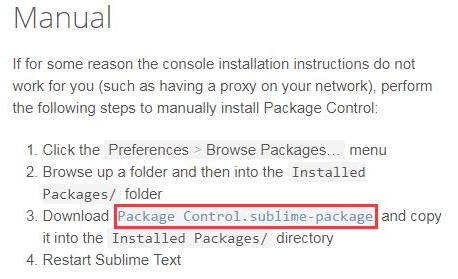 Manual
If for some reason the console installation instructions do not
work for you (such as having a proxy on your network), perform
the following steps to manually install Package Control:
1. Click the Preferences > Browse Packages... menu
2. Browse up a folder and then into the Installed
Packages/ folder
3. Download Package Control.sublime-package and copy
it into the Installed Packages/ directory
4. Restart Sublime Text